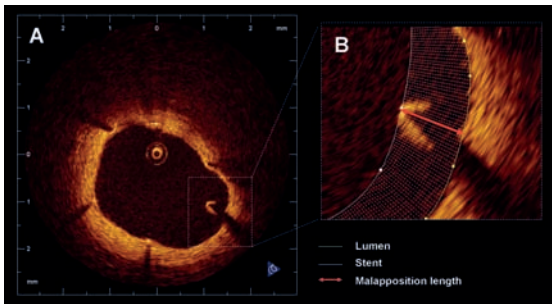 A
B
2 1 0 1 2 mm
2
1
0
1
2
mm
Lumen
Stent
Malapposition length